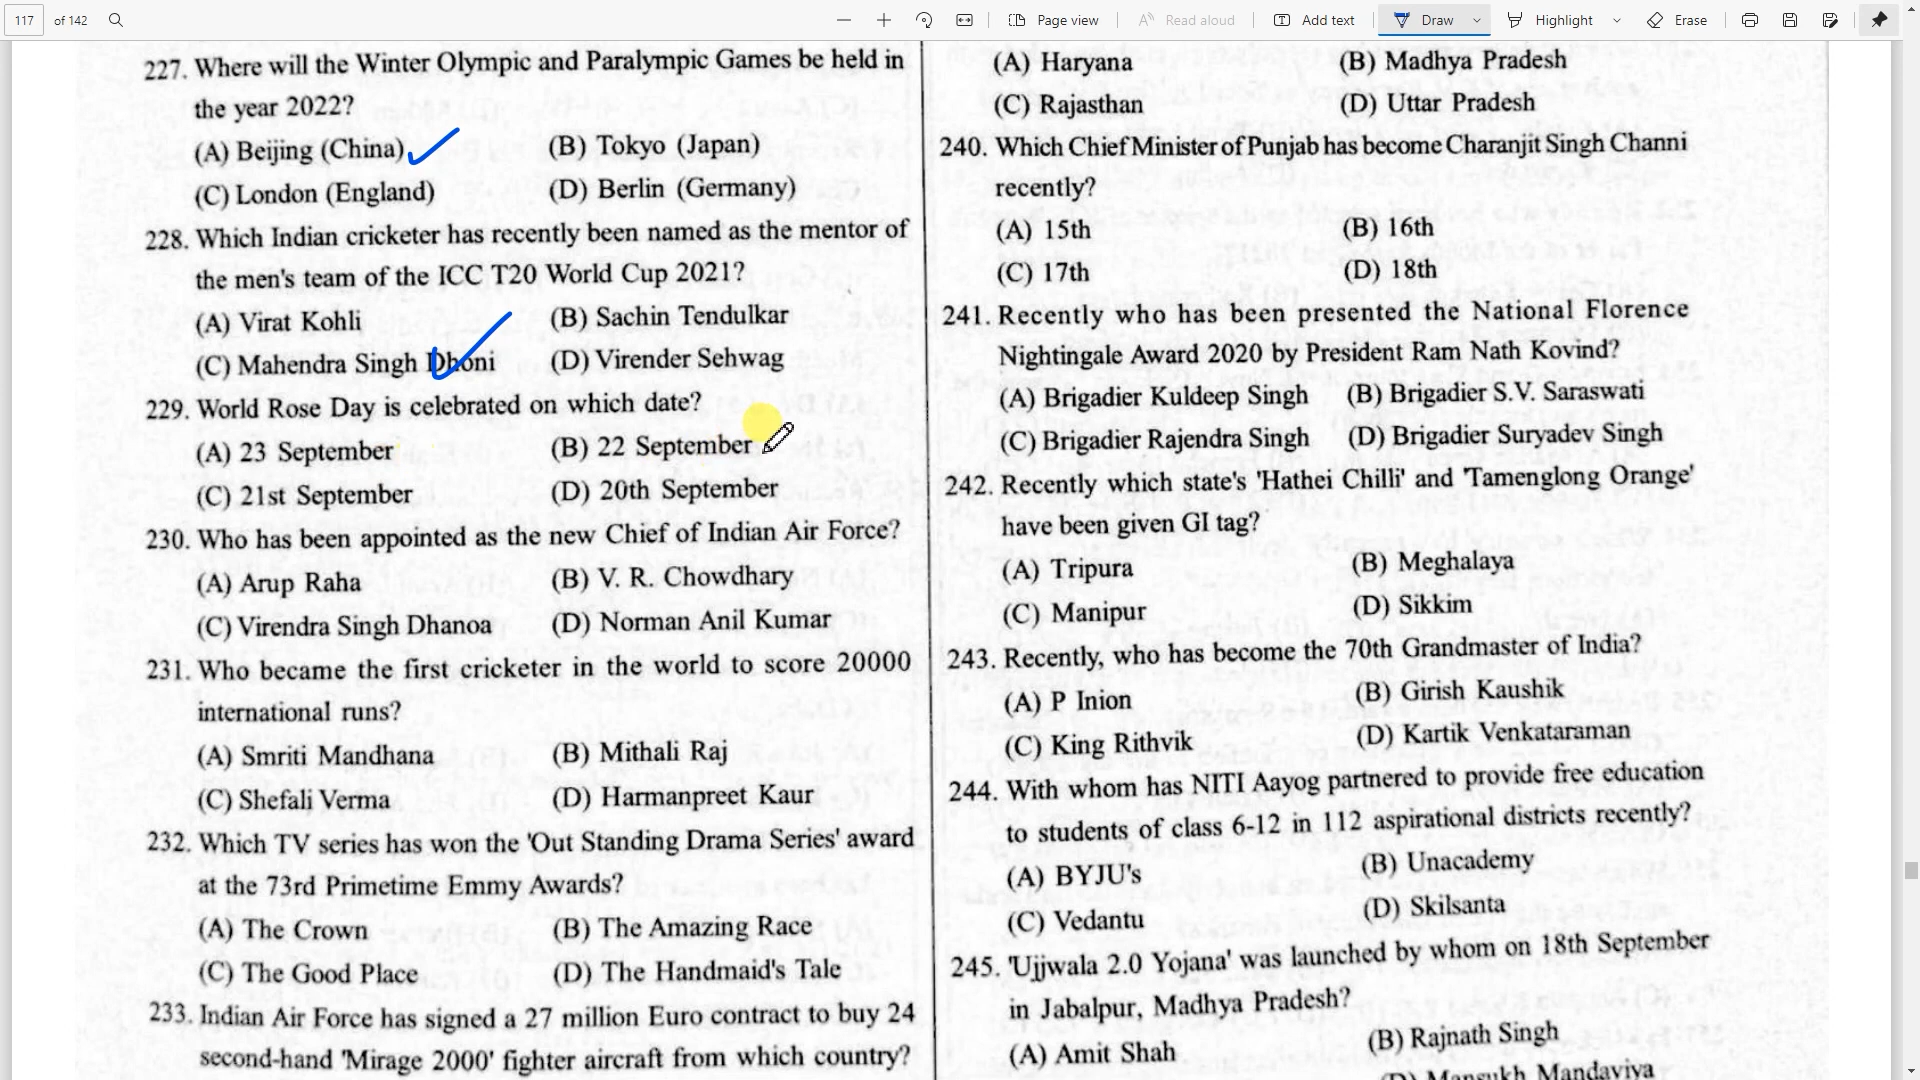 117 of 142 Page view Read aloud Add text Draw Highlight Erase
227. Where will the Winter Olympic and Paralympic Games be held in
the year 2022?
(A) Beijing (China) (B) Tokyo (Japan)
(C) London (England) (D) Berlin (Germany)
228. Which Indian cricketer has recently been named as the mentor of
the men's team of the ICC T20 World Cup 2021?
(A) Virat Kohli (B) Sachin Tendulkar
(C) Mahendra Singh Dhoni (D) Virender Sehwag
229. World Rose Day is celebrated on which date?
(A) 23 September (B) 22 September
(C) 21st September (D) 20th September
230. Who has been appointed as the new Chief of Indian Air Force?
(A) Arup Raha (B) V. R. Chowdhary
(C) Virendra Singh Dhanoa (D) Norman Anil Kumar
231. Who became the first cricketer in the world to score 20000
international runs?
(A) Smriti Mandhana (B) Mithali Raj
(C) Shefali Verma (D) Harmanpreet Kaur
232. Which TV series has won the 'Out Standing Drama Series' award
at the 73rd Primetime Emmy Awards?
(A) The Crown (B) The Amazing Race
(C) The Good Place (D) The Handmaid's Tale
233. Indian Air Force has signed a 27 million Euro contract to buy 24
second-hand 'Mirage 2000' fighter aircraft from which country?
(A) Haryana (B) Madhya Pradesh
(C) Rajasthan (D) Uttar Pradesh
240. Which Chief Minister of Punjab has become Charanjit Singh Channi
recently?
(A) 15th (B) 16th
(C) 17th (D) 18th
241. Recently who has been presented the National Florence
Nightingale Award 2020 by President Ram Nath Kovind?
(A) Brigadier Kuldeep Singh (B) Brigadier S.V. Saraswati
(C) Brigadier Rajendra Singh (D) Brigadier Suryadev Singh
242. Recently which state's 'Hathei Chilli' and 'Tamenglong Orange'
have been given GI tag?
(A) Tripura (B) Meghalaya
(C) Manipur (D) Sikkim
243. Recently, who has become the 70th Grandmaster of India?
(A) P Inion (B) Girish Kaushik
(C) King Rithvik (D) Kartik Venkataraman
244. With whom has NITI Aayog partnered to provide free education
to students of class 6-12 in 112 aspirational districts recently?
(A) BYJU's (B) Unacademy
(C) Vedantu (D) Skilsanta
245. 'Ujjwala 2.0 Yojana' was launched by whom on 18th September
in Jabalpur, Madhya Pradesh?
(A) Amit Shah (B) Rajnath Singh
(D) Mansukh Mandaviya